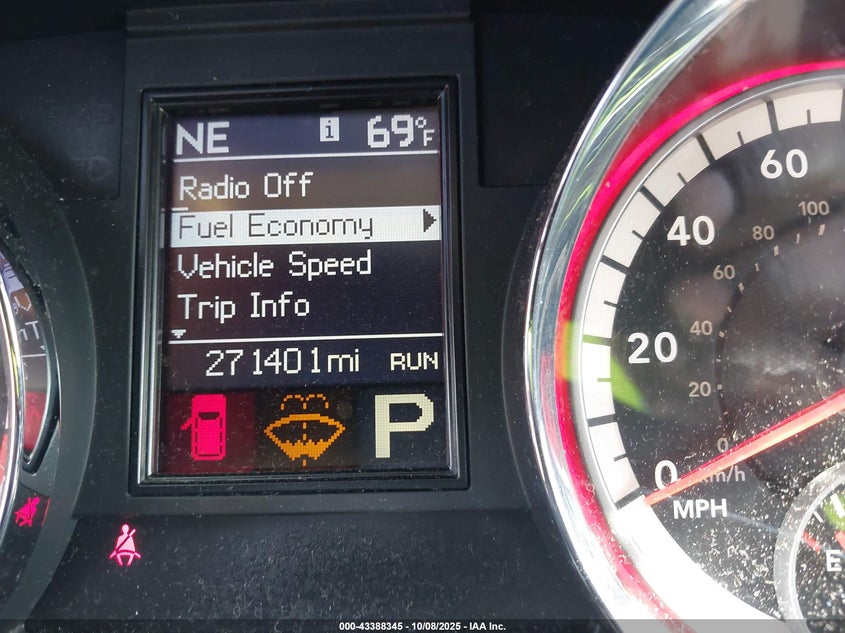 NE i 69°F
Radio Off
Fuel Economy
Vehicle Speed
Trip Info
271401mi RUN
P
60
40
20
0
MPH
100
80
60
40
20
0
km/h
E
000-43388345 - 10/08/2025 - IAA Inc.